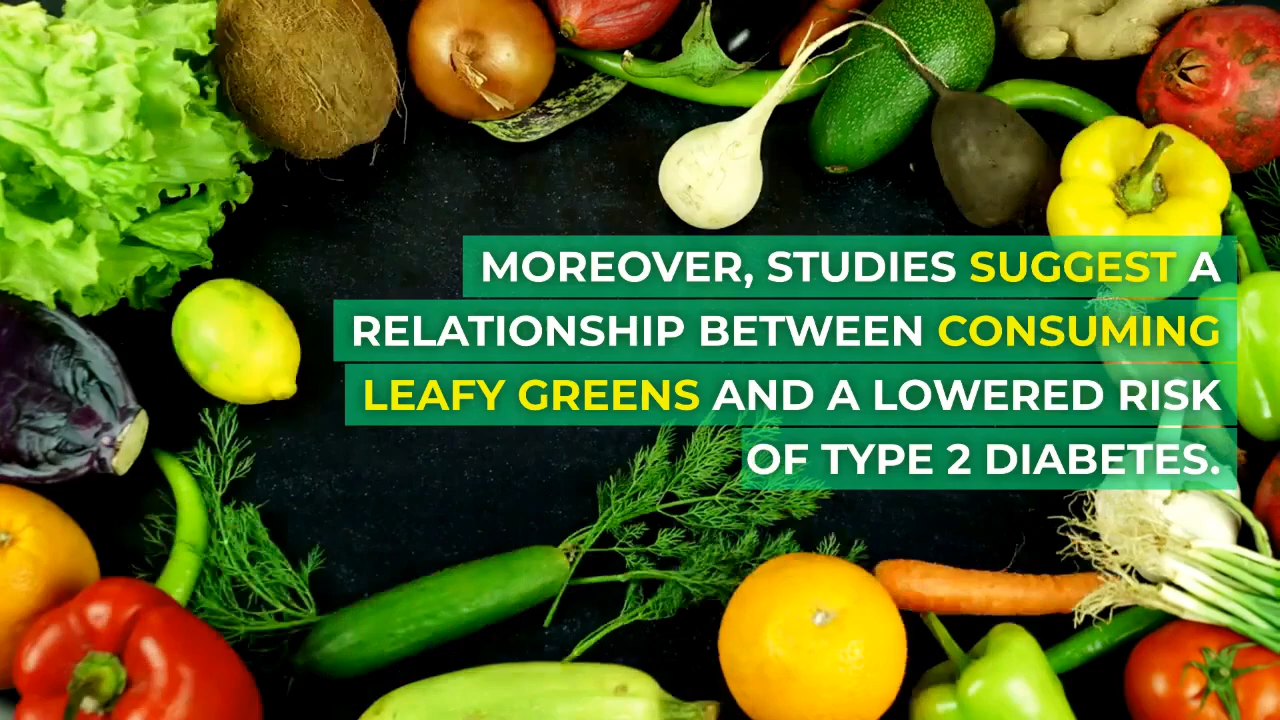 MOREOVER, STUDIES SUGGEST A
RELATIONSHIP BETWEEN CONSUMING
LEAFY GREENS AND A LOWERED RISK
OF TYPE 2 DIABETES.